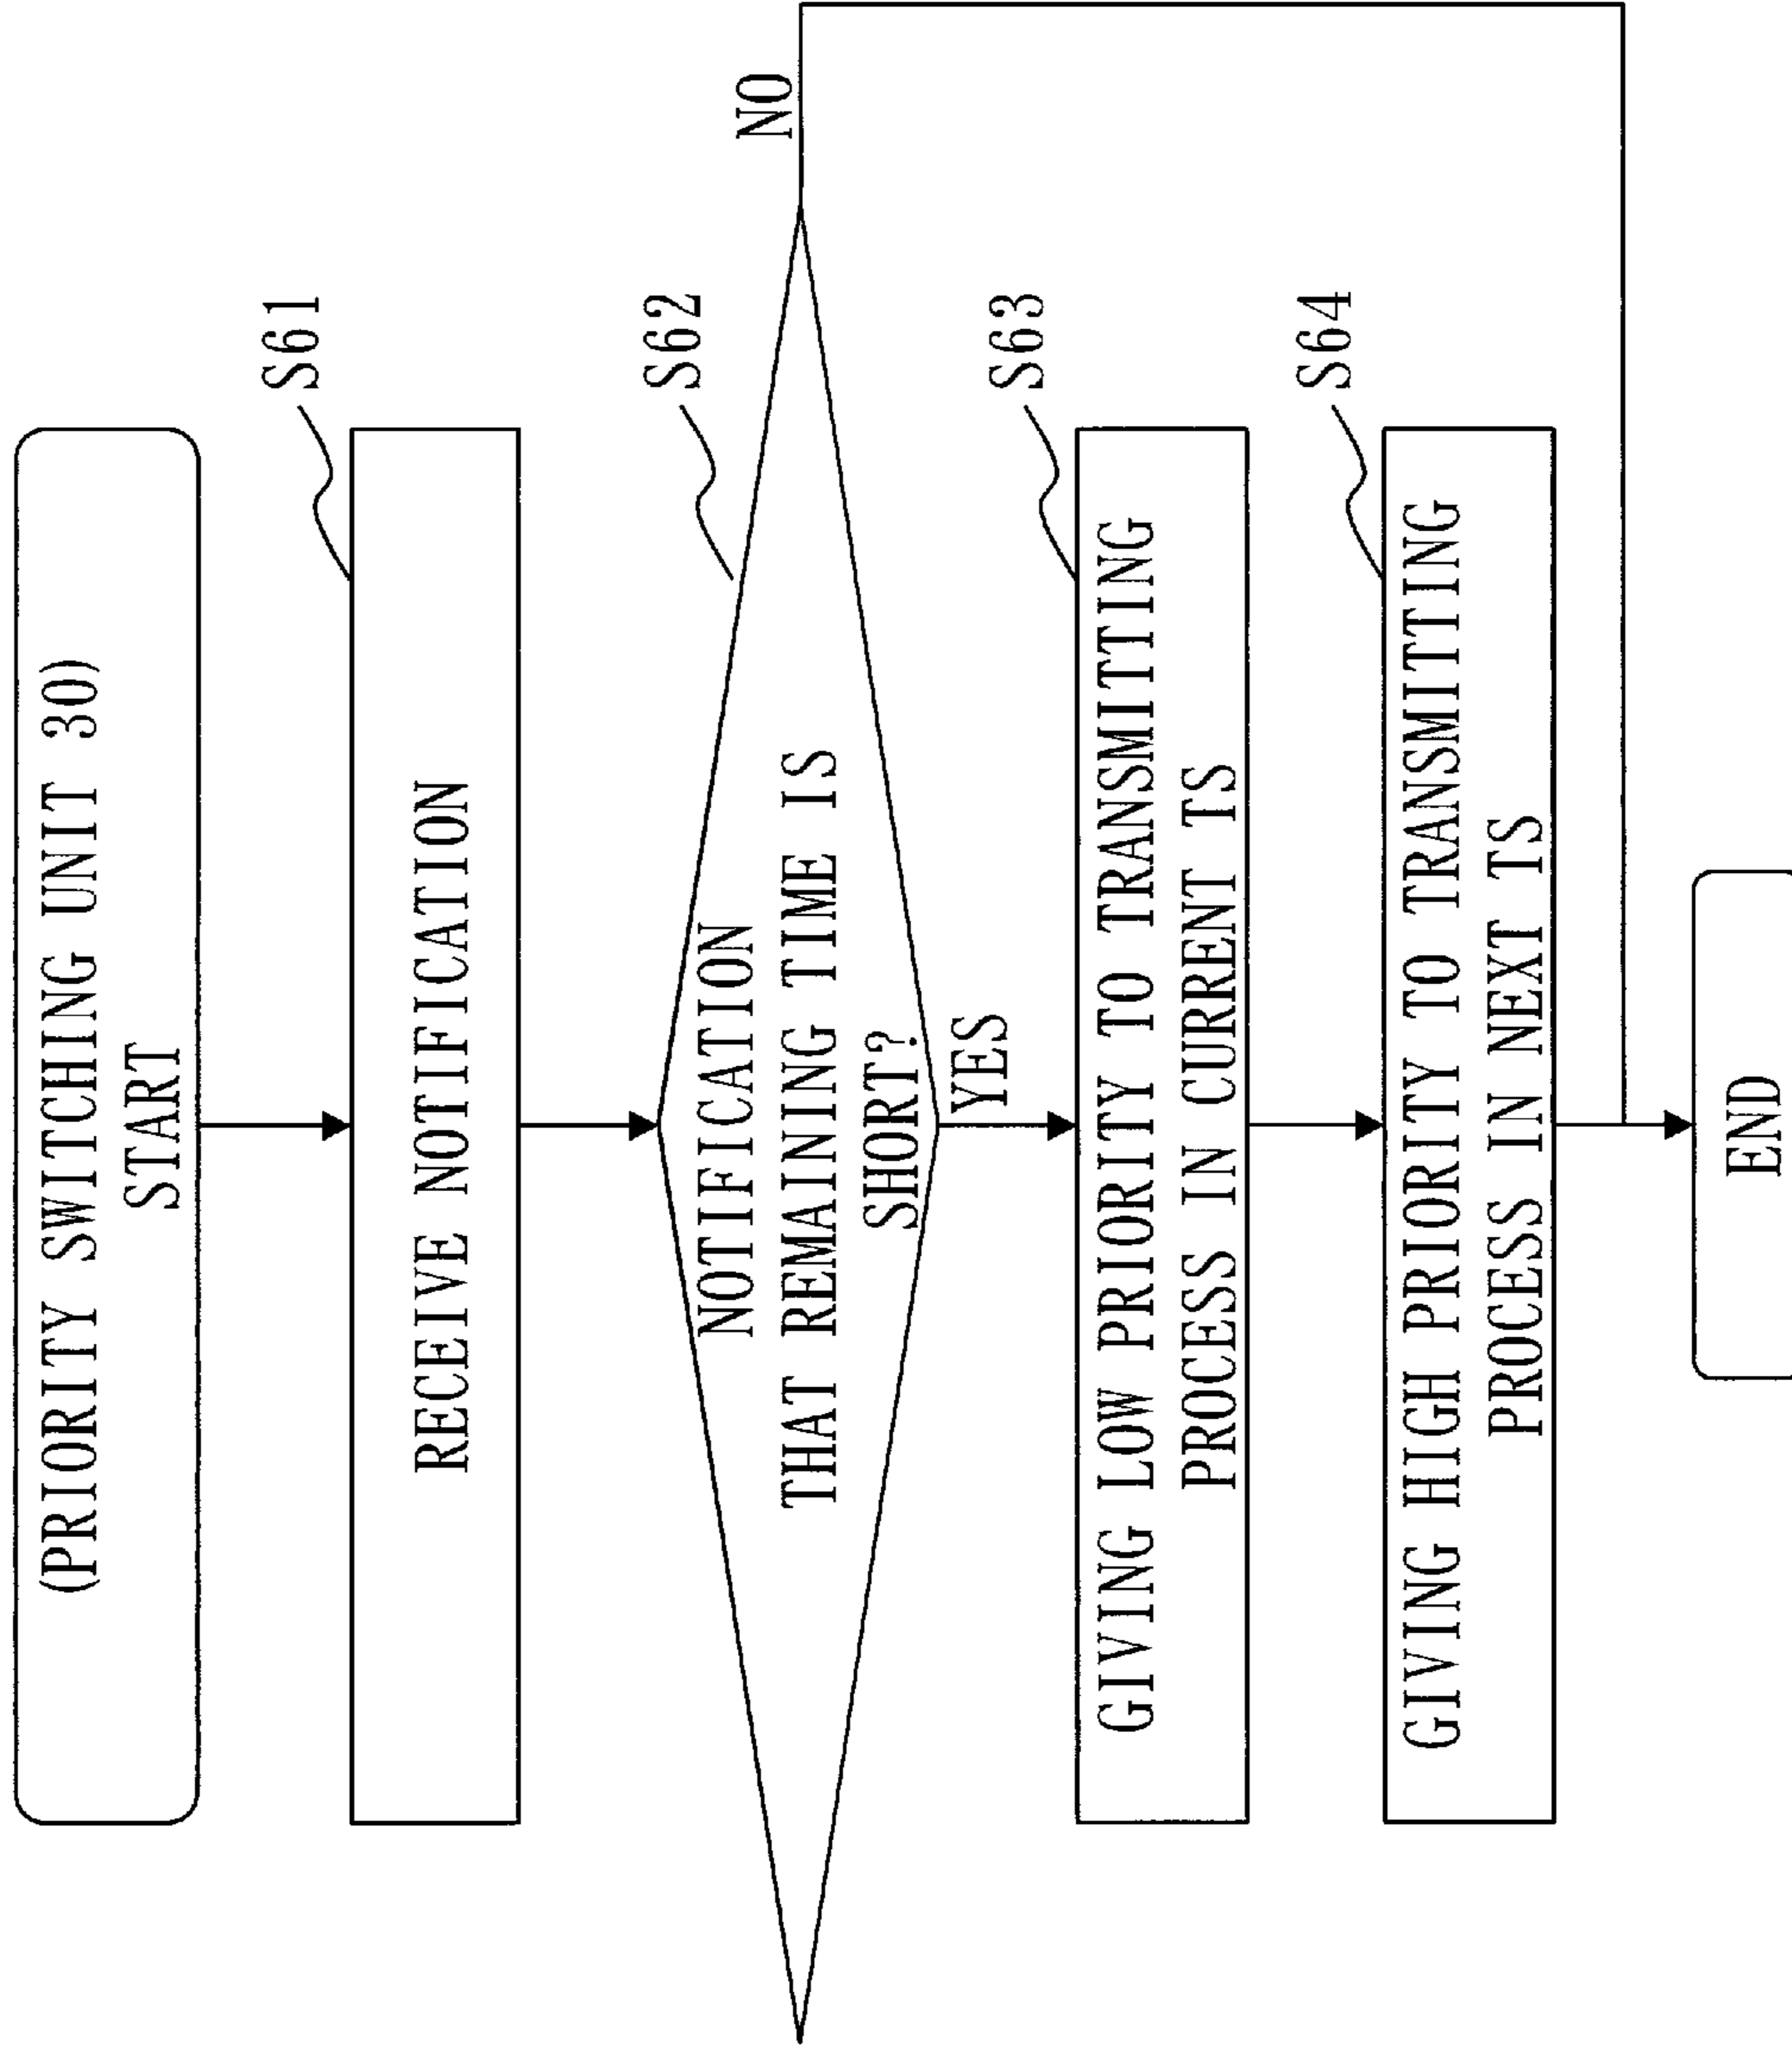 (PRIORITY SWITCHING UNIT 30)
START
S61
RECEIVE NOTIFICATION
S62
NOTIFICATION
THAT REMAINING TIME IS
SHORT?
NO
YES
S63
GIVING LOW PRIORITY TO TRANSMITTING
PROCESS IN CURRENT TS
S64
GIVING HIGH PRIORITY TO TRANSMITTING
PROCESS IN NEXT TS
END